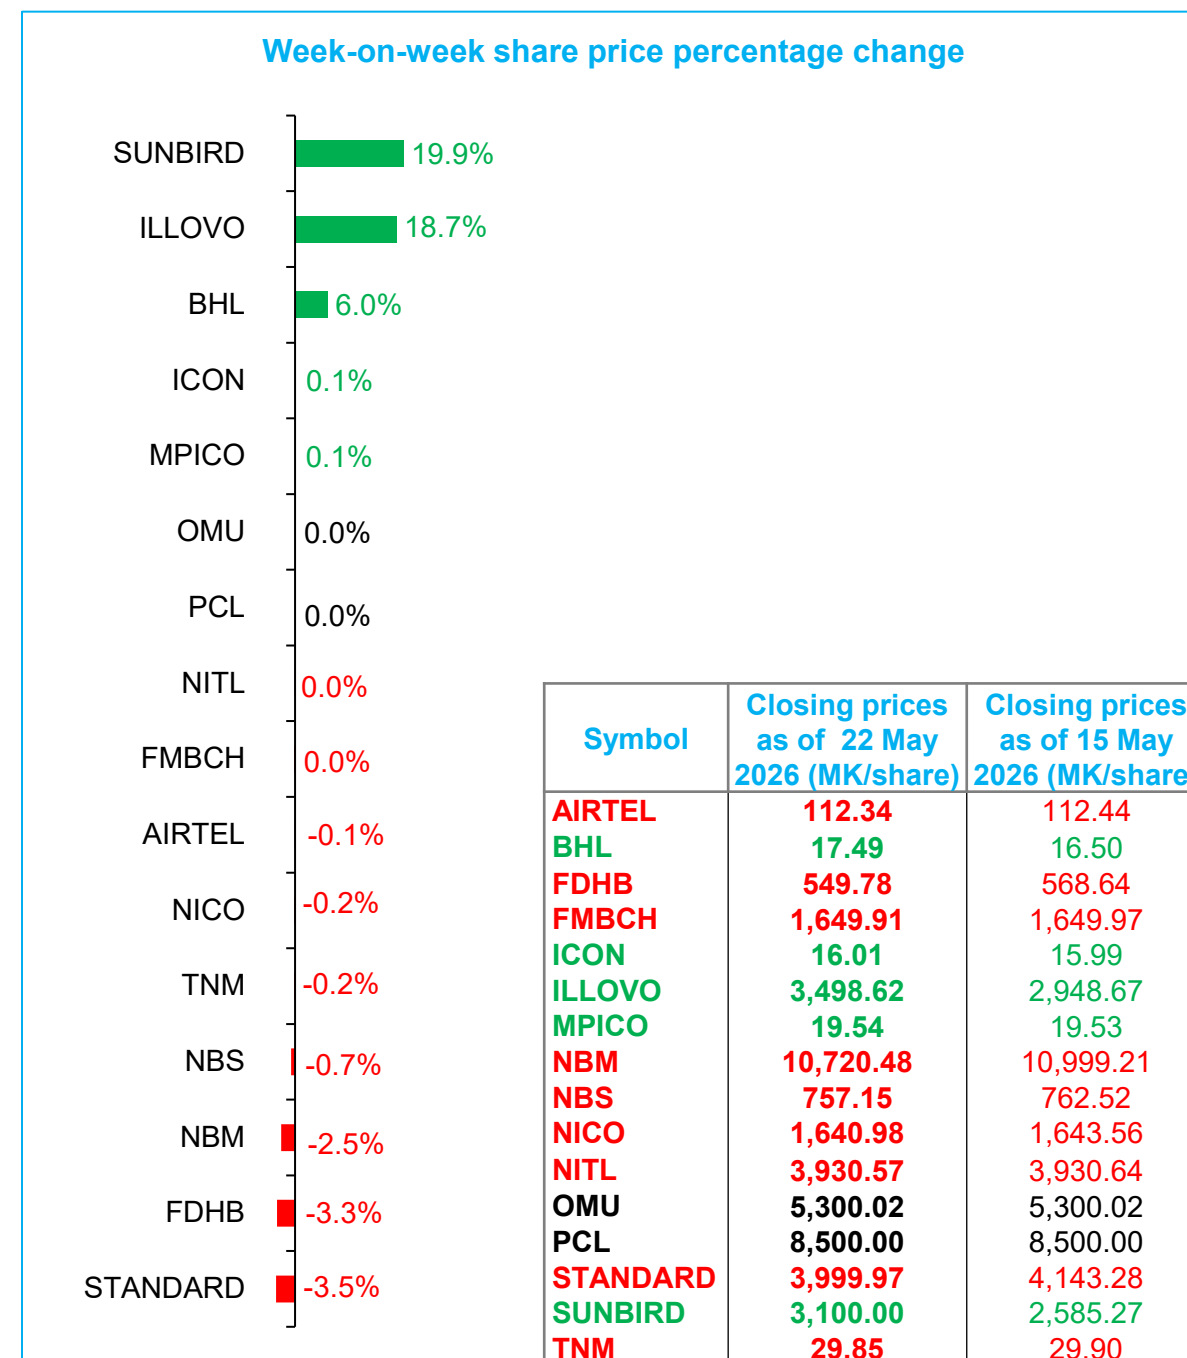 Week-on-week share price percentage change
SUNBIRD 19.9%
ILLOVO 18.7%
BHL 6.0%
ICON 0.1%
MPICO 0.1%
OMU 0.0%
PCL 0.0%
NITL 0.0%
FMBCH 0.0%
AIRTEL -0.1%
NICO -0.2%
TNM -0.2%
NBS -0.7%
NBM -2.5%
FDHB -3.3%
STANDARD -3.5%
Symbol
Closing prices
as of 22 May
2026 (MK/share)
Closing prices
as of 15 May
2026 (MK/share
AIRTEL 112.34 112.44
BHL 17.49 16.50
FDHB 549.78 568.64
FMBCH 1,649.91 1,649.97
ICON 16.01 15.99
ILLOVO 3,498.62 2,948.67
MPICO 19.54 19.53
NBM 10,720.48 10,999.21
NBS 757.15 762.52
NICO 1,640.98 1,643.56
NITL 3,930.57 3,930.64
OMU 5,300.02 5,300.02
PCL 8,500.00 8,500.00
STANDARD 3,999.97 4,143.28
SUNBIRD 3,100.00 2,585.27
TNM 29.85 29.90